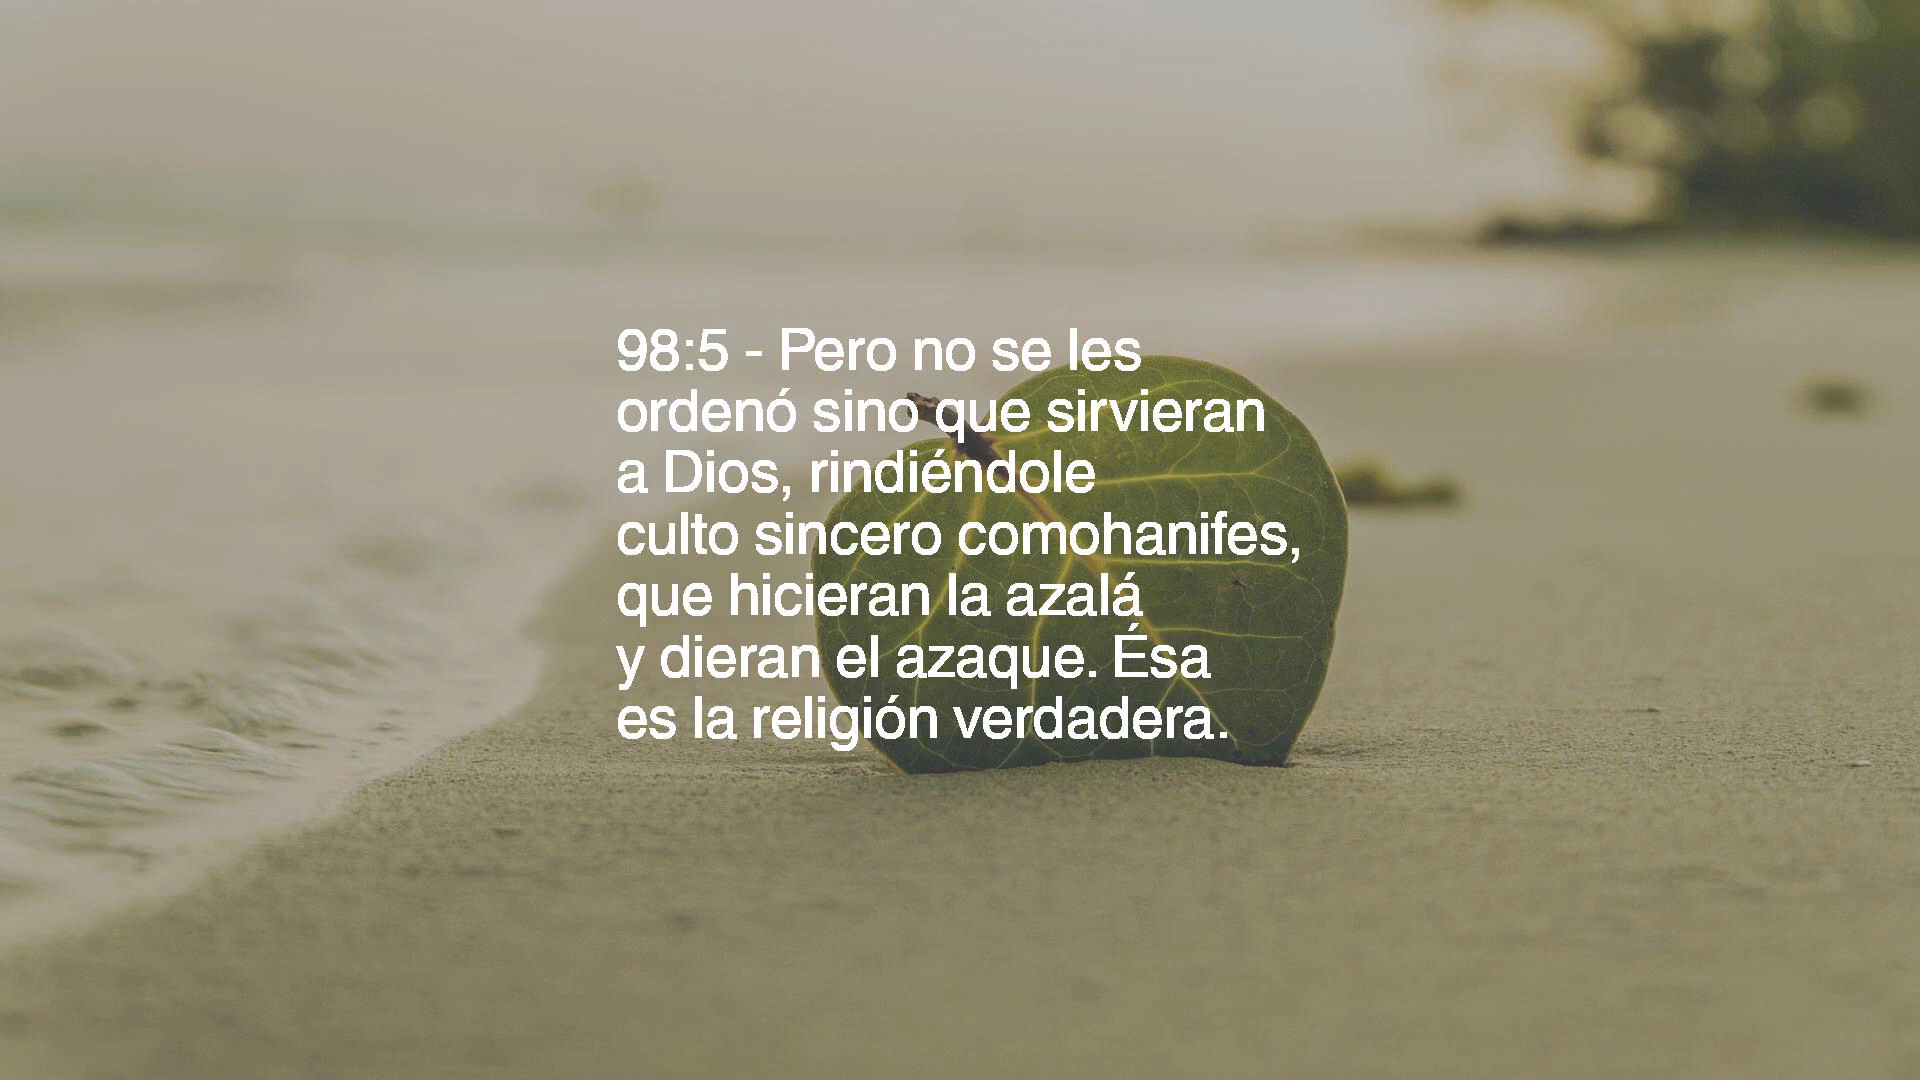 98:5 - Pero no se les
ordenó sino que sirvieran
a Dios, rindiéndole
culto sincero comohanifes,
que hicieran la azalá
y dieran el azaque. Ésa
es la religión verdadera.